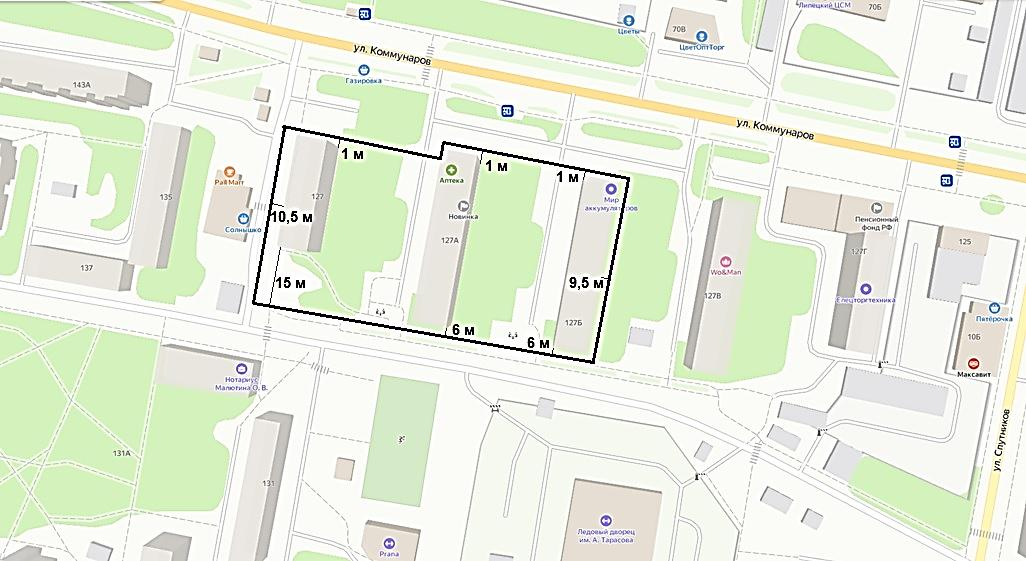 Липецкий ЦСМ
70Б
Цветы
70В
ЦветОптТорг
ул. Коммунаров
Газировка
143А
ул. Коммунаров
1 м
1 м
1 м
Аптека
Pall Mart
135
127
Мир
аккумуляторов
Новинка
10,5 м
Солнышко
Пенсионный
фонд РФ
127А
125
127Г
137
Wo&Man
15 м
9,5 м
127В
Спецторгтехника
Пятёрочка
127Б
6 м
6 м
10Б
Максавит
Нотариус
Малютина О. В.
ул. Спутников
131А
131
Ледовый дворец
им. А. Тарасова
Prana